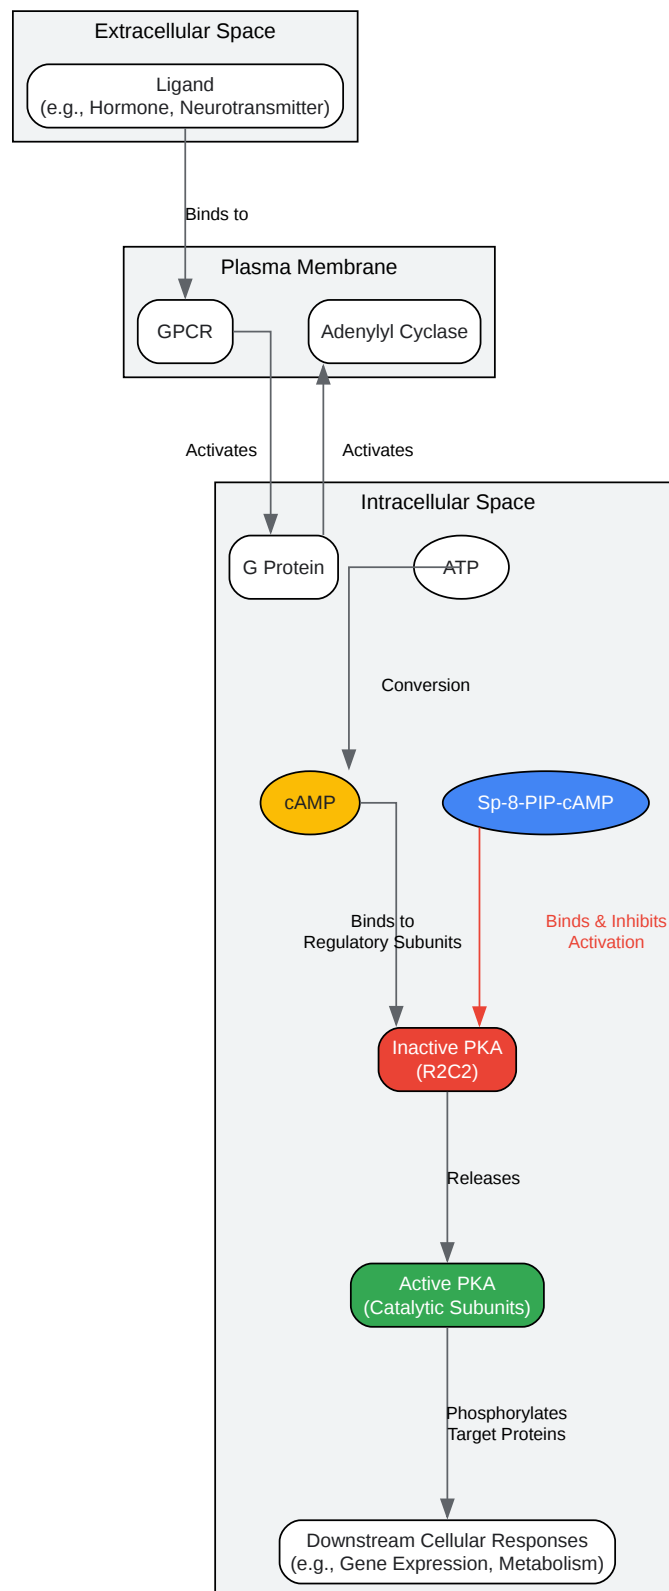 Extracellular Space
Ligand
(e.g., Hormone, Neurotransmitter)
Binds to
Plasma Membrane
GPCR
Adenylyl Cyclase
Activates
Activates
Intracellular Space
G Protein
ATP
Conversion
cAMP
Sp-8-PIP-cAMP
Binds to
Regulatory Subunits
Binds & Inhibits
Activation
Inactive PKA
(R2C2)
Releases
Active PKA
(Catalytic Subunits)
Phosphorylates
Target Proteins
Downstream Cellular Responses
(e.g., Gene Expression, Metabolism)